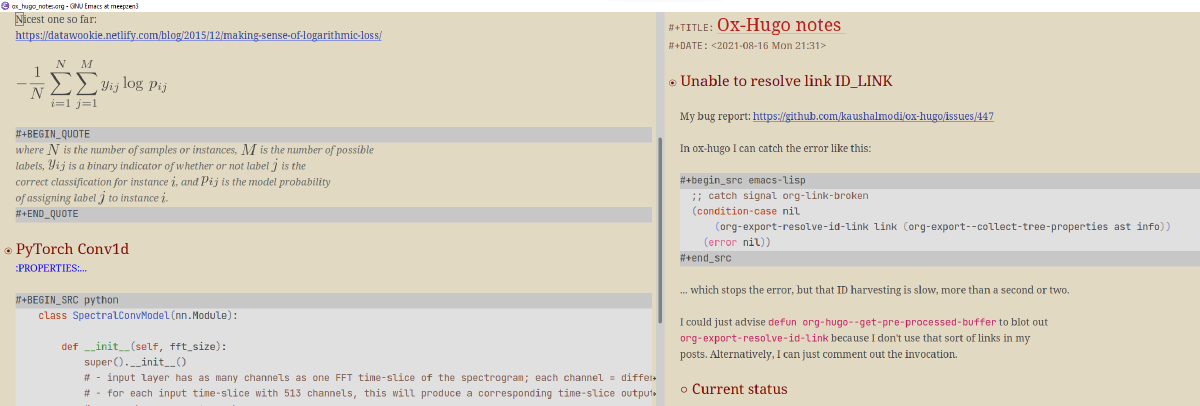 ox_hugo_notes.org - GNU Emacs at meepzen3
Nicest one so far:
https://datawookie.netlify.com/blog/2015/12/making-sense-of-logarithmic-loss/
−1/N ∑_{i=1}^{N} ∑_{j=1}^{M} y_{ij} log p_{ij}
#+BEGIN_QUOTE
where N is the number of samples or instances, M is the number of possible
labels, y_{ij} is a binary indicator of whether or not label j is the
correct classification for instance i, and p_{ij} is the model probability
of assigning label j to instance i.
#+END_QUOTE
PyTorch Conv1d
:PROPERTIES:...
#+BEGIN_SRC python
class SpectralConvModel(nn.Module):
def __init__(self, fft_size):
super().__init__()
# - input layer has as many channels as one FFT time-slice of the spectrogram; each channel = differ
# - for each input time-slice with 513 channels, this will produce a corresponding time-slice output
#+TITLE: Ox-Hugo notes
#+DATE: <2021-08-16 Mon 21:31>
Unable to resolve link ID_LINK
My bug report: https://github.com/kaushalmodi/ox-hugo/issues/447
In ox-hugo I can catch the error like this:
#+begin_src emacs-lisp
;; catch signal org-link-broken
(condition-case nil
(org-export-resolve-id-link link (org-export--collect-tree-properties ast info))
(error nil))
#+end_src
... which stops the error, but that ID harvesting is slow, more than a second or two.
I could just advise defun org-hugo--get-pre-processed-buffer to blot out
org-export-resolve-id-link because I don't use that sort of links in my
posts. Alternatively, I can just comment out the invocation.
Current status